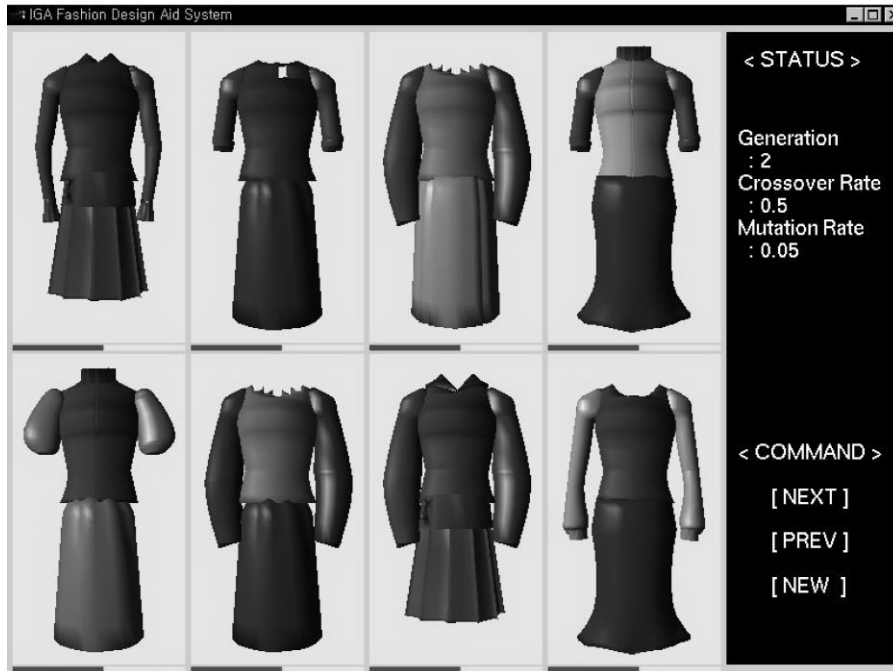 IGA Fashion Design Aid System
< STATUS >
Generation
: 2
Crossover Rate
: 0.5
Mutation Rate
: 0.05
< COMMAND >
[ NEXT ]
[ PREV ]
[ NEW ]